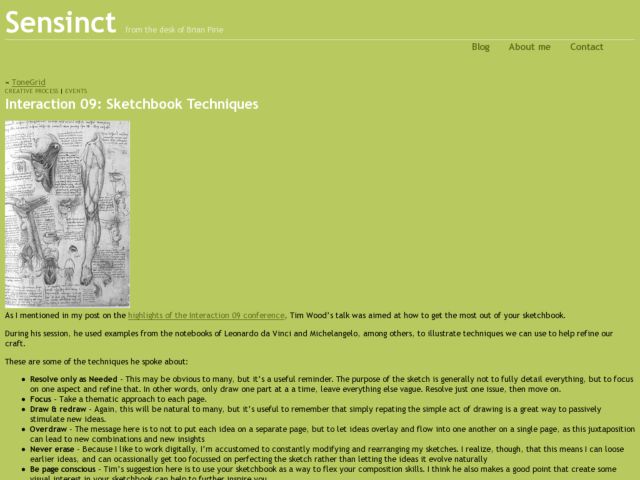 Sensinct from the desk of Brian Pirie
Blog About me Contact
« ToneGrid
CREATIVE PROCESS | EVENTS
Interaction 09: Sketchbook Techniques
As I mentioned in my post on the highlights of the Interaction 09 conference, Tim Wood's talk was aimed at how to get the most out of your sketchbook.
During his session, he used examples from the notebooks of Leonardo da Vinci and Michelangelo, among others, to illustrate techniques we can use to help refine our
craft.
These are some of the techniques he spoke about:
• Resolve only as Needed - This may be obvious to many, but it's a useful reminder. The purpose of the sketch is generally not to fully detail everything, but to focus
on one aspect and refine that. In other words, only draw one part at a a time, leave everything else vague. Resolve just one issue, then move on.
• Focus - Take a thematic approach to each page.
• Draw & redraw - Again, this will be natural to many, but it's useful to remember that simply repating the simple act of drawing is a great way to passively
stimulate new ideas.
• Overdraw - The message here is to not to put each idea on a separate page, but to let ideas overlay and flow into one another on a single page, as this juxtaposition
can lead to new combinations and new insights
• Never erase - Because I like to work digitally, I'm accustomed to constantly modifying and rearranging my sketches. I realize, though, that this means i can loose
earlier ideas, and can ocassionally get too focussed on perfecting the sketch rather than letting the ideas it evolve naturally
• Be page conscious - Tim's suggestion here is to use your sketchbook as a way to flex your composition skills. I think he also makes a good point that create some
visual interest in your sketchbook can help to further inspire you.